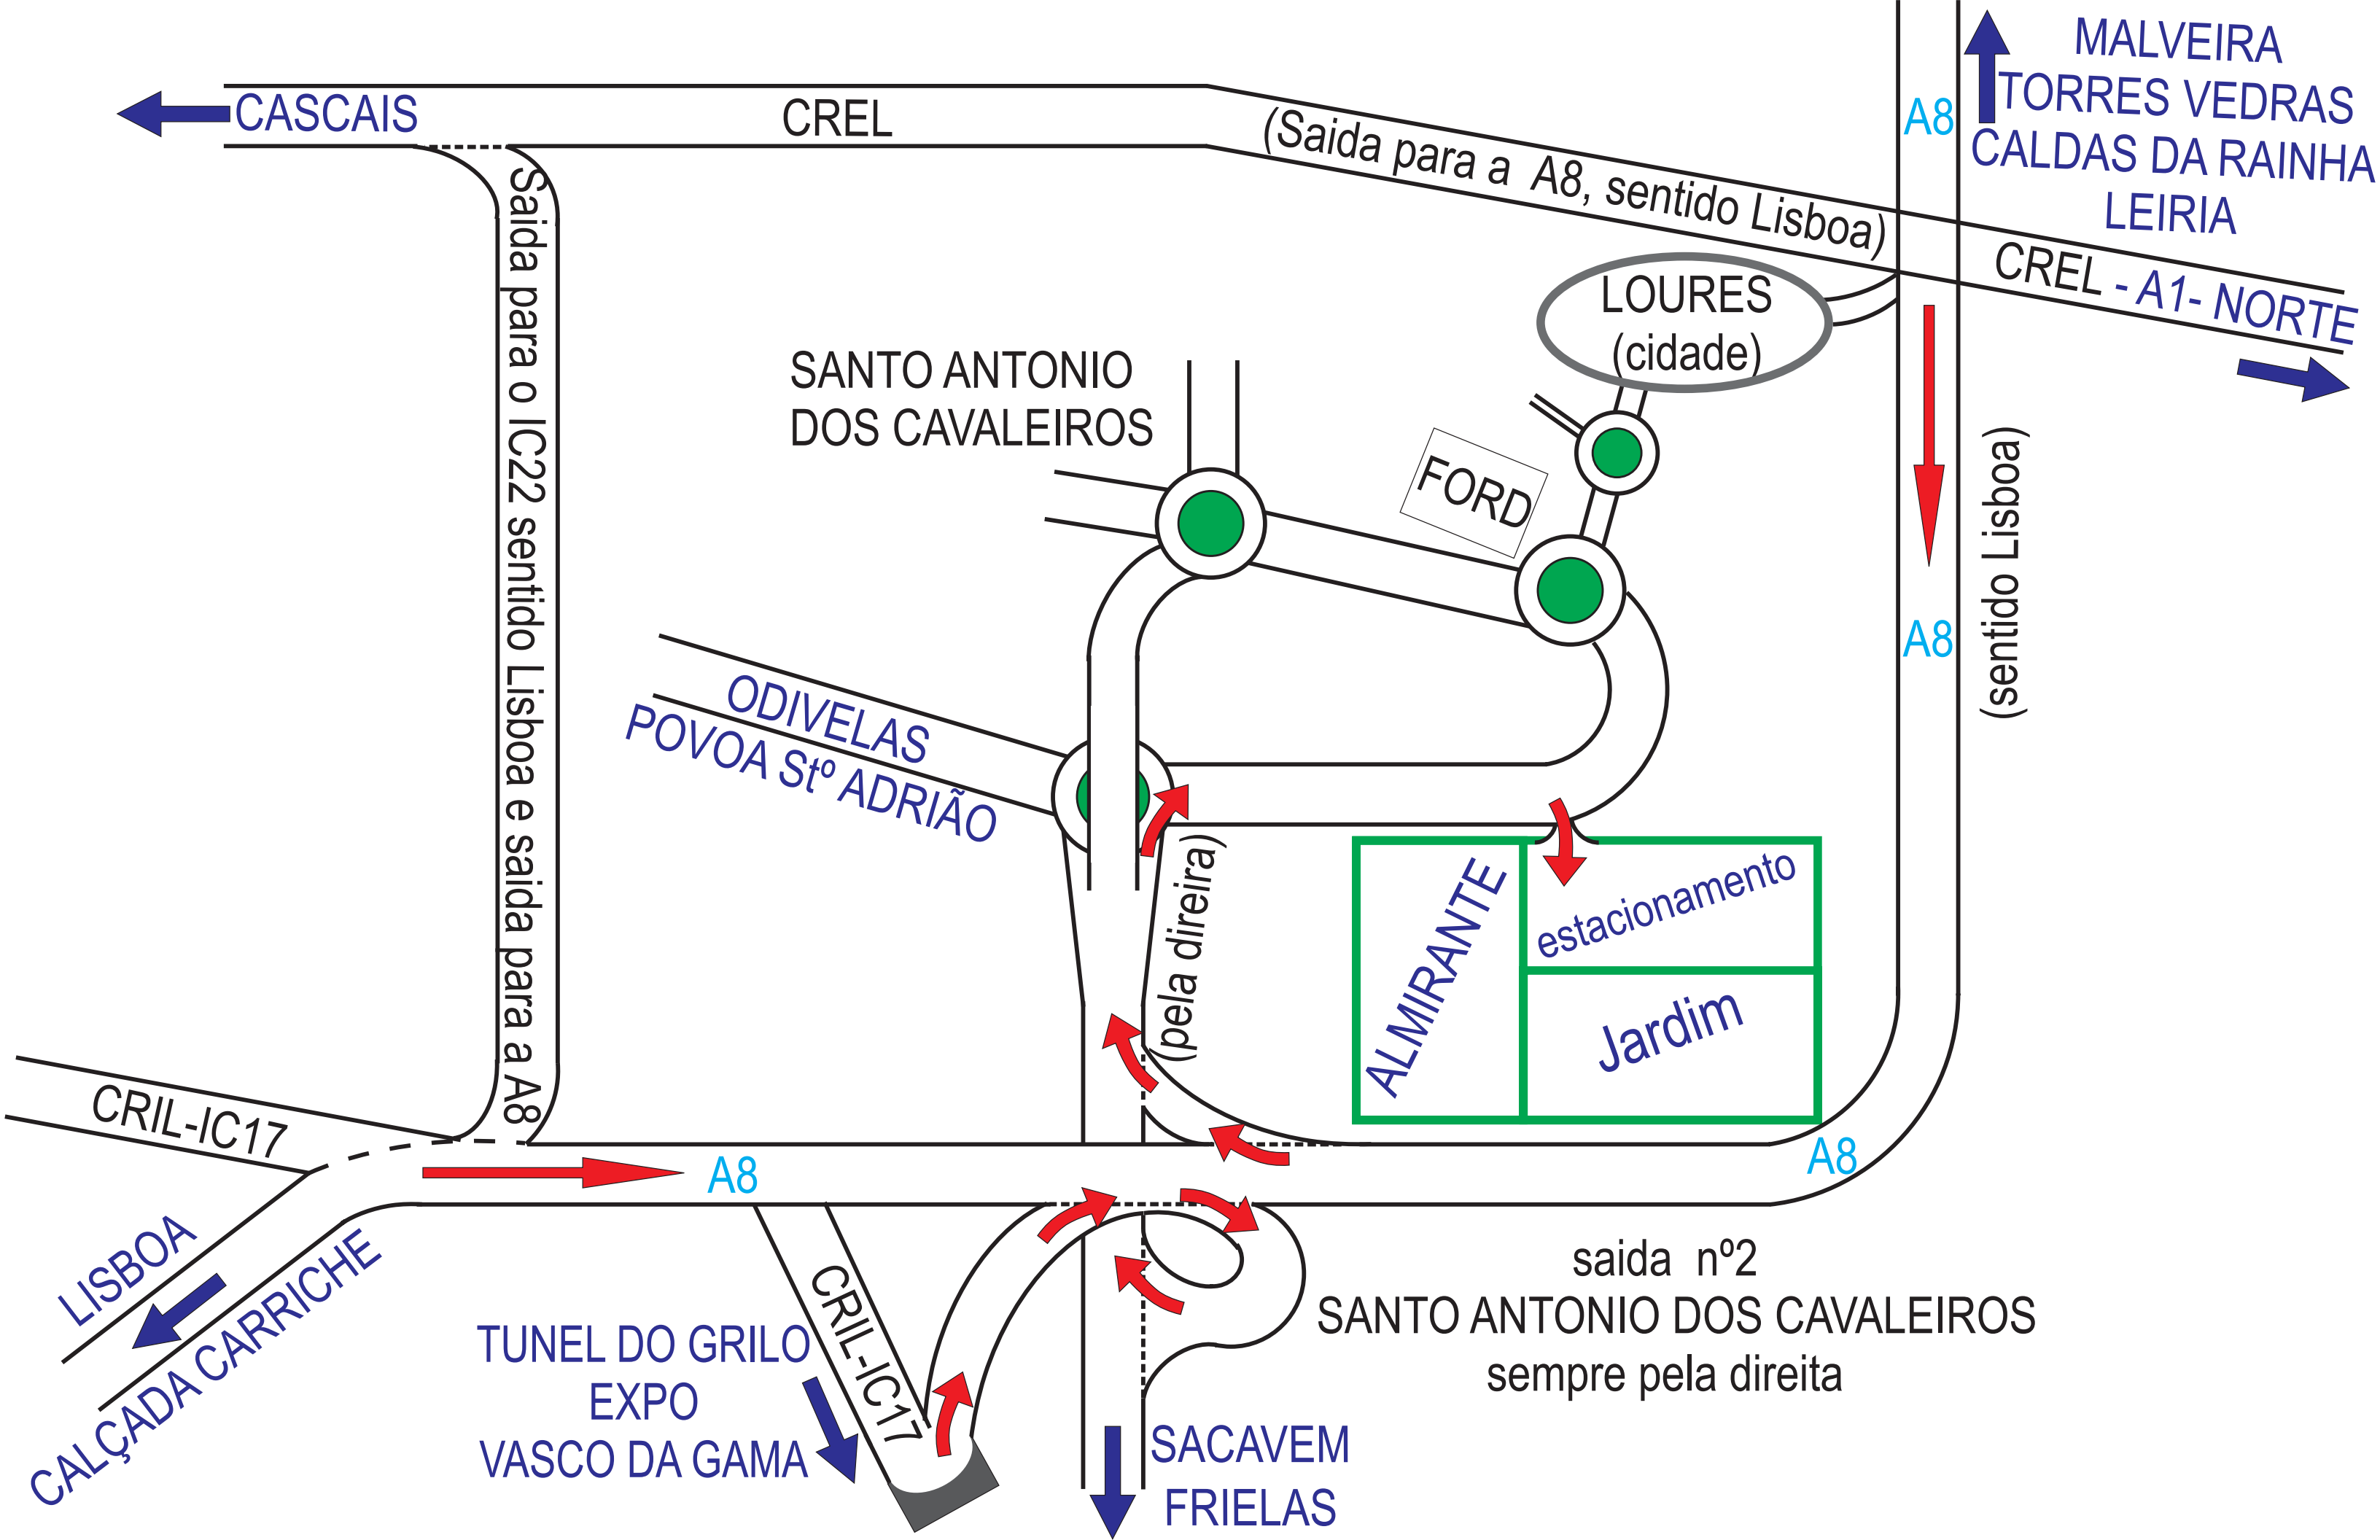 MALVEIRA
TORRES VEDRAS
CALDAS DA RAINHA
LEIRIA
A8
CASCAIS
CREL
(Saida para a A8, sentido Lisboa)
CREL - A1- NORTE
LOURES
(cidade)
SANTO ANTONIO
DOS CAVALEIROS
FORD
Saida para o IC22 sentido Lisboa e saida para a A8
A8
(sentido Lisboa)
ODIVELAS
POVOA Stº ADRIÃO
(pela direira)
ALMIRANTE
estacionamento
Jardim
CRIL-IC17
A8
A8
LISBOA
CALÇADA CARRICHE
CRIL-IC17
TUNEL DO GRILO
EXPO
VASCO DA GAMA
saida nº2
SANTO ANTONIO DOS CAVALEIROS
sempre pela direita
SACAVEM
FRIELAS